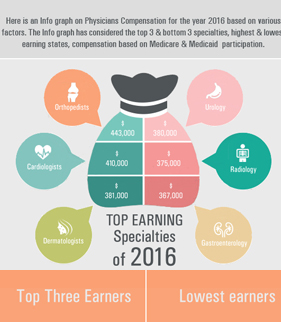 Here is an Info graph on Physicians Compensation for the year 2016 based on various
factors. The Info graph has considered the top 3 & bottom 3 specialties, highest & lowes
earning states, compensation based on Medicare & Medicaid participation.
Orthopedists
Urology
$ $
443,000 380,000
Cardiologists
$ $
410,000 375,000
Radiology
$ $
381,000 367,000
Dermatologists
Gastroenterology
TOP EARNING
Specialties
of 2016
Top Three Earners
Lowest earners